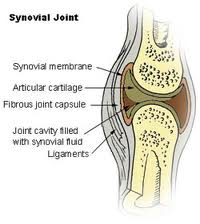 Synovial Joint
Synovial membrane
Articular cartilage
Fibrous joint capsule
Joint cavity filled
with synovial fluid
Ligaments